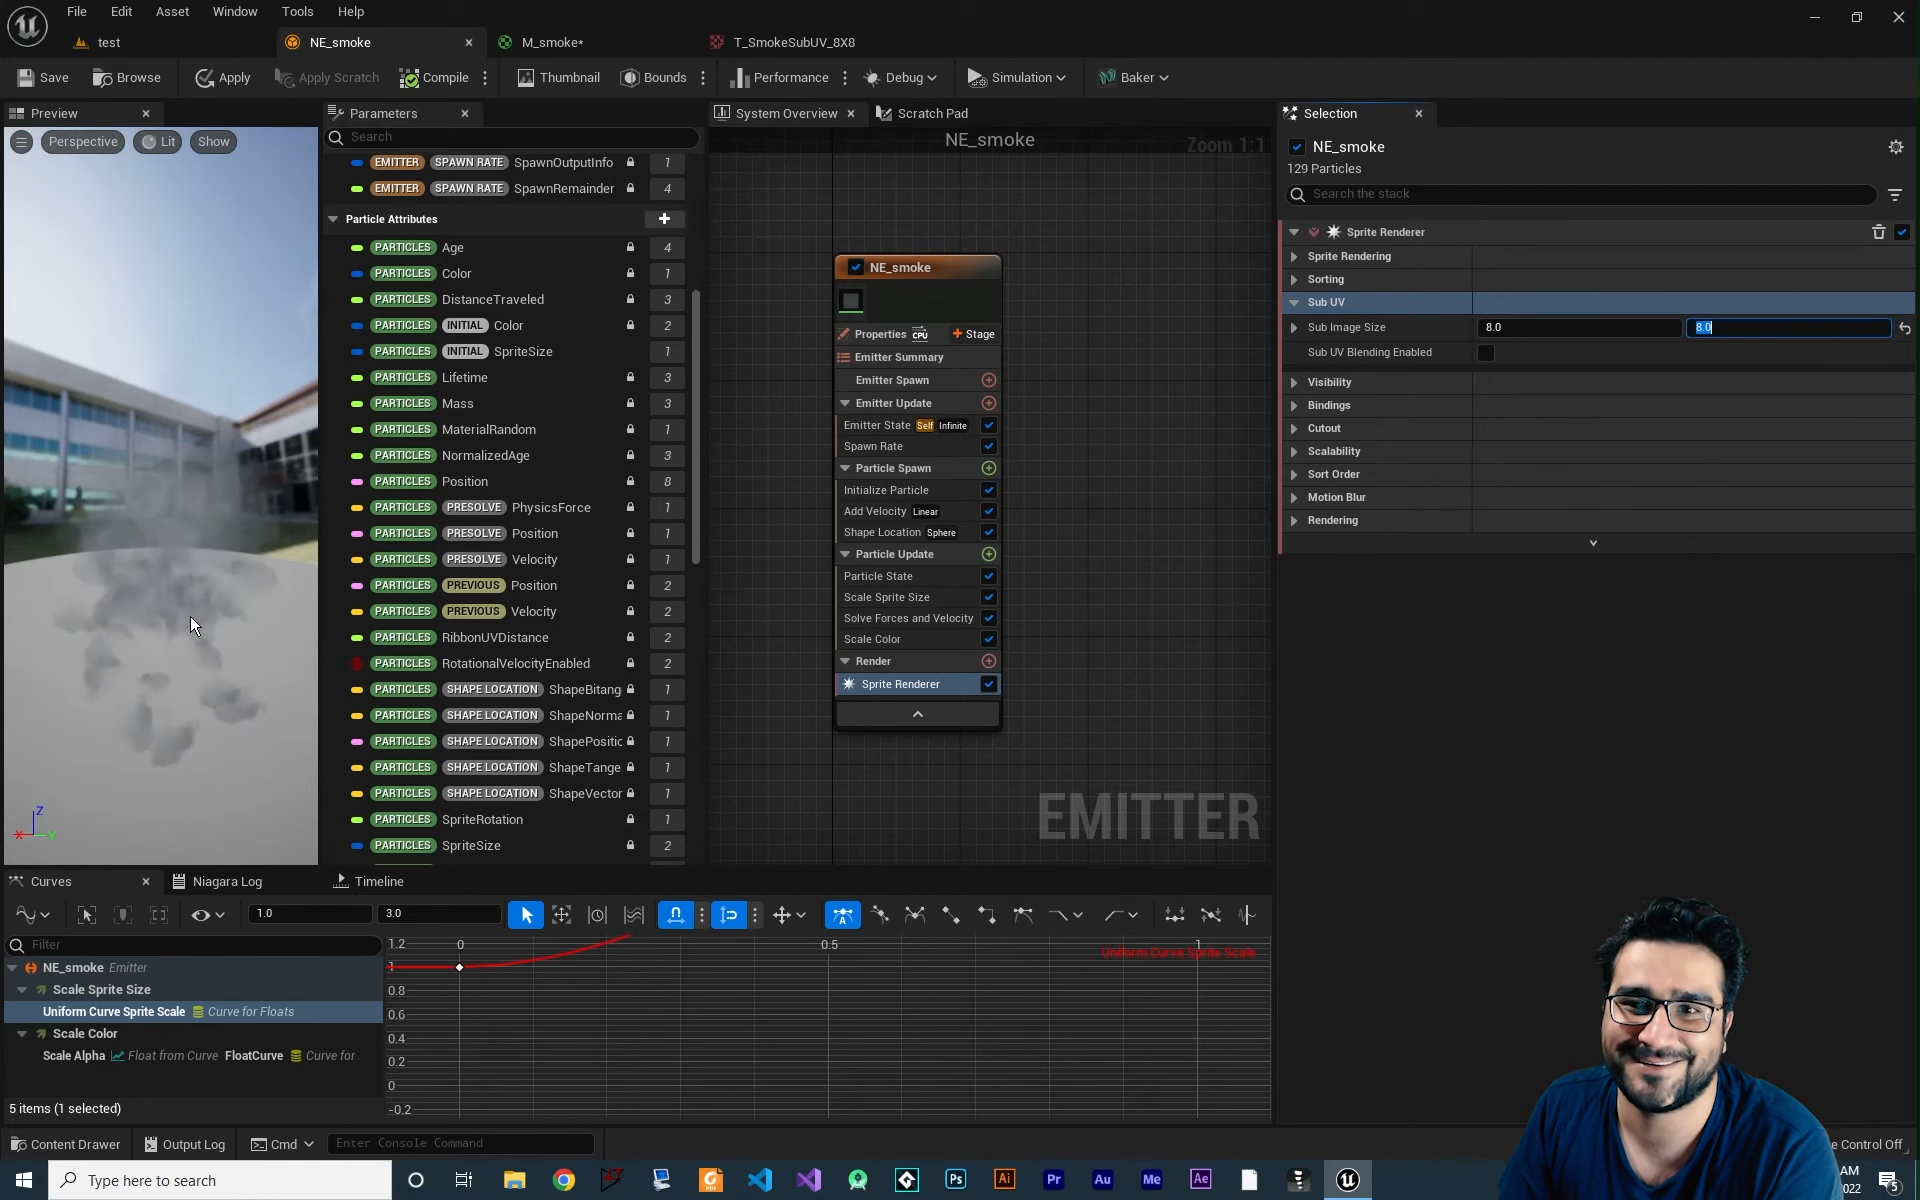 File Edit Asset Window Tools Help
test NE_smoke M_smoke* T_SmokeSubUV_8X8
Save Browse Apply Apply Scratch Compile Thumbnail Bounds Performance Debug Simulation Baker
Preview Parameters System Overview Scratch Pad Selection
Perspective Lit Show
Search
EMITTER SPAWN RATE SpawnOutputInfo 1
EMITTER SPAWN RATE SpawnRemainder 4
Particle Attributes
PARTICLES Age 4
PARTICLES Color 1
PARTICLES DistanceTraveled 3
PARTICLES INITIAL Color 2
PARTICLES INITIAL SpriteSize 1
PARTICLES Lifetime 3
PARTICLES Mass 3
PARTICLES MaterialRandom 1
PARTICLES NormalizedAge 3
PARTICLES Position 8
PARTICLES PRESOLVE PhysicsForce 1
PARTICLES PRESOLVE Position 1
PARTICLES PRESOLVE Velocity 1
PARTICLES PREVIOUS Position 2
PARTICLES PREVIOUS Velocity 2
PARTICLES RibbonUVDistance 2
PARTICLES RotationalVelocityEnabled 2
PARTICLES SHAPE LOCATION ShapeBitang 1
PARTICLES SHAPE LOCATION ShapeNorma 1
PARTICLES SHAPE LOCATION ShapePositic 1
PARTICLES SHAPE LOCATION ShapeTange 1
PARTICLES SHAPE LOCATION ShapeVector 1
PARTICLES SpriteRotation 1
PARTICLES SpriteSize 2
Z
X Y
NE_smoke
Zoom 1:1
NE_smoke
Properties CPU Stage
Emitter Summary
Emitter Spawn
Emitter Update
Emitter State Self Infinite
Spawn Rate
Particle Spawn
Initialize Particle
Add Velocity Linear
Shape Location Sphere
Particle Update
Particle State
Scale Sprite Size
Solve Forces and Velocity
Scale Color
Render
Sprite Renderer
EMITTER
NE_smoke
129 Particles
Search the stack
Sprite Renderer
Sprite Rendering
Sorting
Sub UV
Sub Image Size 8.0 8.0
Sub UV Blending Enabled
Visibility
Bindings
Cutout
Scalability
Sort Order
Motion Blur
Rendering
Curves Niagara Log Timeline
1.0 3.0
A
Filter
NE_smoke Emitter
Scale Sprite Size
Uniform Curve Sprite Scale Curve for Floats
Scale Color
Scale Alpha Float from Curve FloatCurve Curve for
5 items (1 selected)
1.2 0 0.5 1
Uniform Curve Sprite Scale
1
0.8
0.6
0.4
0.2
0
-0.2
Content Drawer Output Log Cmd Enter Console Command e Control Off
Type here to search
Ps Ai Pr Au Me Ae
AM
2022
5